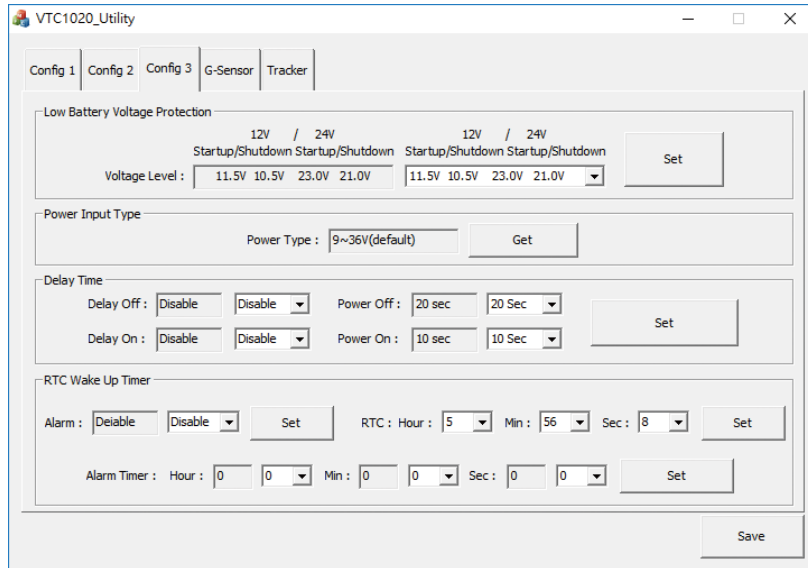 VTC1020_Utility
Config 1 Config 2 Config 3 G-Sensor Tracker
Low Battery Voltage Protection
12V / 24V 12V / 24V
Startup/Shutdown Startup/Shutdown Startup/Shutdown Startup/Shutdown
Voltage Level : 11.5V 10.5V 23.0V 21.0V 11.5V 10.5V 23.0V 21.0V Set
Power Input Type
Power Type : 9~36V(default) Get
Delay Time
Delay Off : Disable Disable Power Off : 20 sec 20 Sec
Set
Delay On : Disable Disable Power On : 10 sec 10 Sec
RTC Wake Up Timer
Alarm : Deiable Disable Set RTC : Hour : 5 Min : 56 Sec : 8 Set
Alarm Timer : Hour : 0 0 Min : 0 0 Sec : 0 0 Set
Save